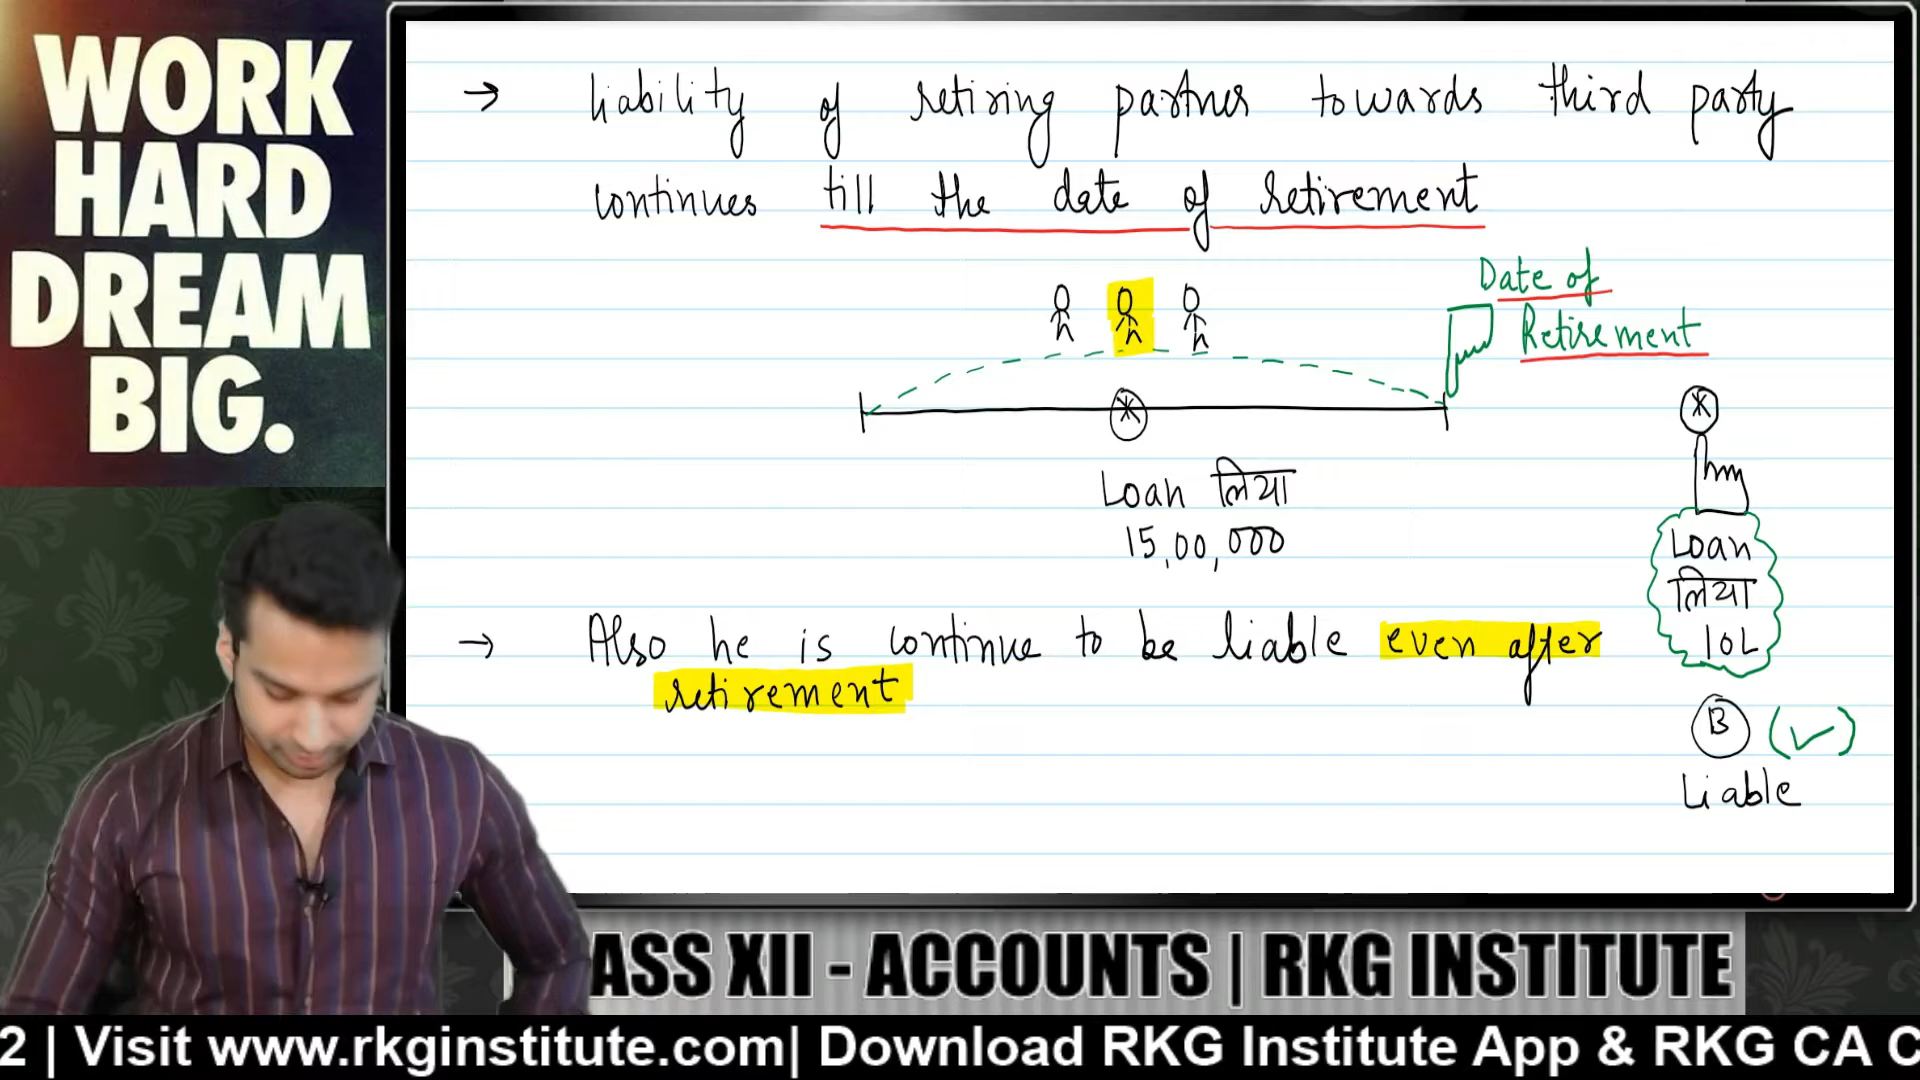 WORK
HARD
DREAM
BIG.
→ liability of retiring partner towards third party
continues till the date of retirement
Date of
Retirement
Loan लिया
15,00,000
Loan
लिया
10L
→ Also he is continue to be liable even after
retirement
B (✓)
Liable
ASS XII - ACCOUNTS | RKG INSTITUTE
2 | Visit www.rkginstitute.com| Download RKG Institute App & RKG CA C